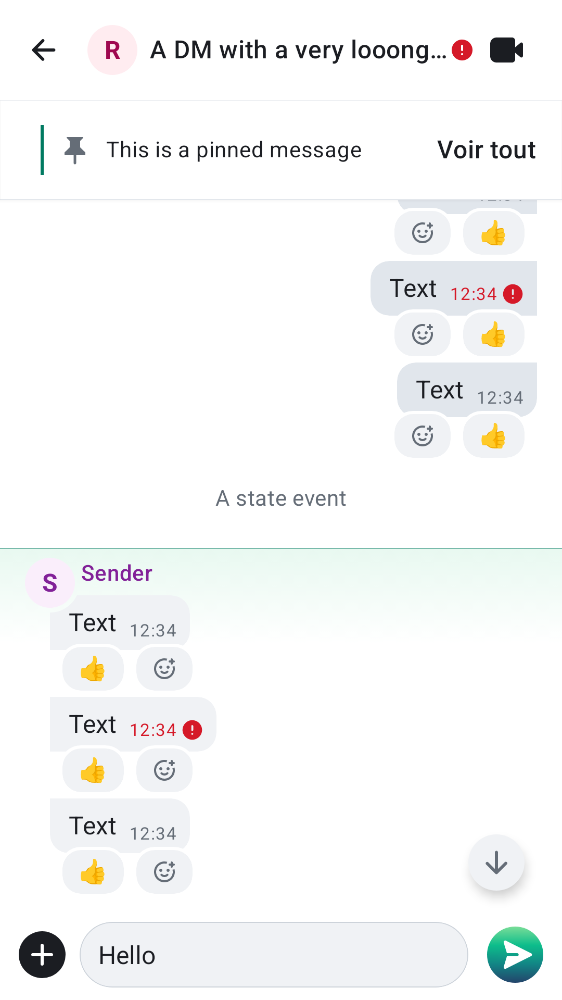 R A DM with a very looong...
This is a pinned message Voir tout
Text 12:34
Text 12:34
A state event
S Sender
Text 12:34
Text 12:34
Text 12:34
Hello